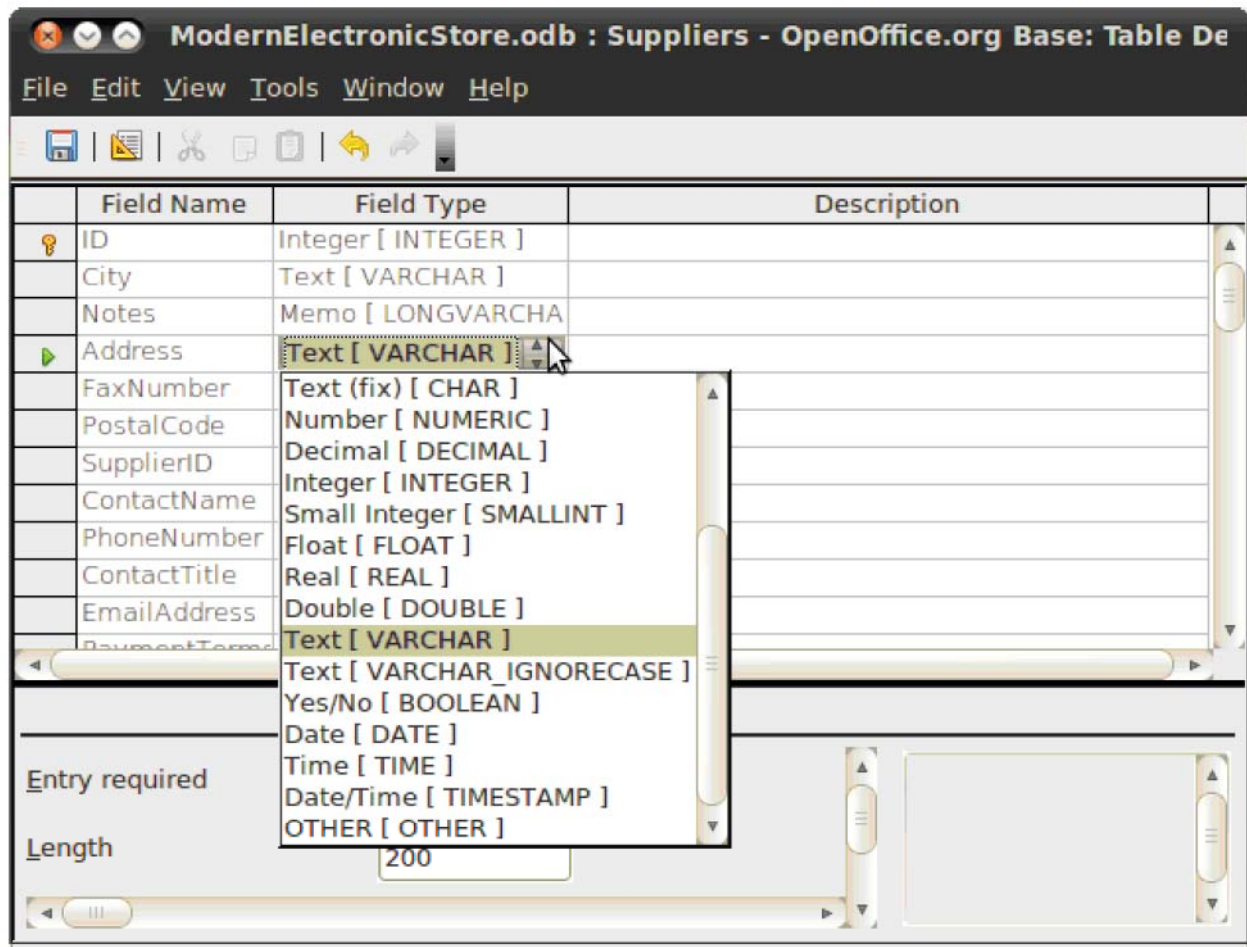 ModernElectronicStore.odb : Suppliers - OpenOffice.org Base: Table De
File Edit View Tools Window Help
Field Name Field Type Description
ID Integer [ INTEGER ]
City Text [ VARCHAR ]
Notes Memo [ LONGVARCHA
Address Text [ VARCHAR ]
FaxNumber Text (fix) [ CHAR ]
PostalCode Number [ NUMERIC ]
Decimal [ DECIMAL ]
SupplierID Integer [ INTEGER ]
ContactName Small Integer [ SMALLINT ]
PhoneNumber Float [ FLOAT ]
ContactTitle Real [ REAL ]
EmailAddress Double [ DOUBLE ]
PaymentTerms Text [ VARCHAR ]
Text [ VARCHAR_IGNORECASE ]
Yes/No [ BOOLEAN ]
Date [ DATE ]
Entry required Time [ TIME ]
Date/Time [ TIMESTAMP ]
OTHER [ OTHER ]
Length 200